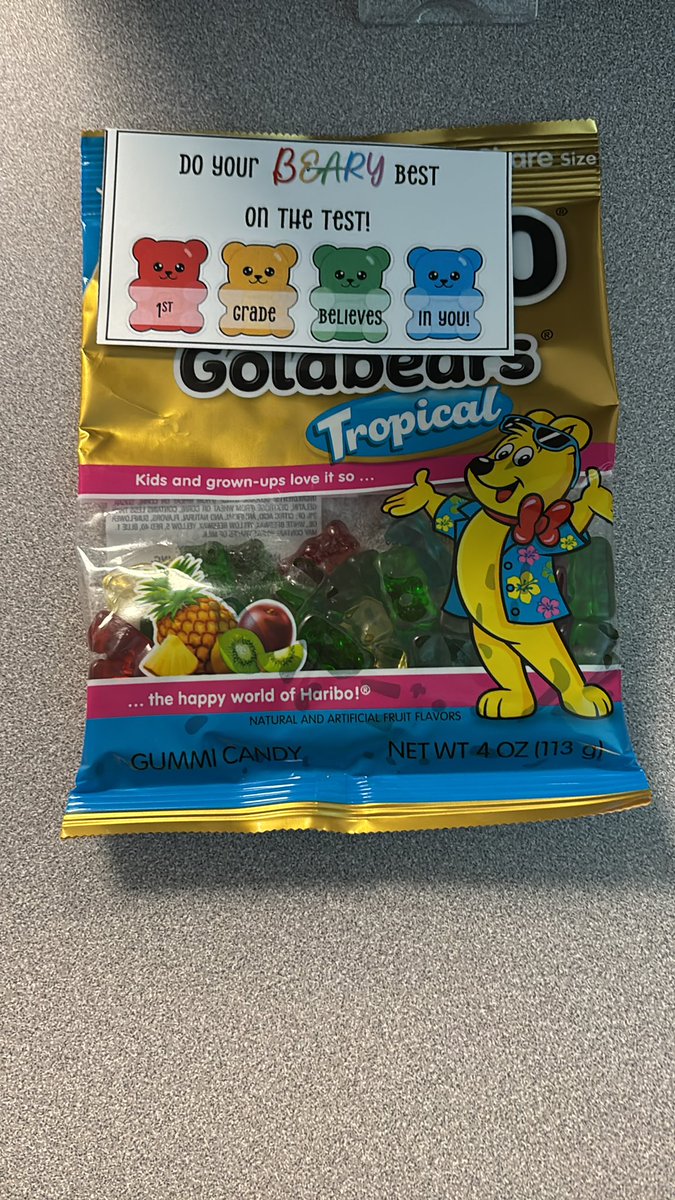 DO YOUR BEARY BEST
ON THE TEST!
1ST GRADE BELIEVES IN YOU!
Share Size
O®
Goldbears®
Tropical
Kids and grown-ups love it so ...
... the happy world of Haribo!®
NATURAL AND ARTIFICIAL FRUIT FLAVORS
GUMMI CANDY NET WT 4 OZ (113 g)